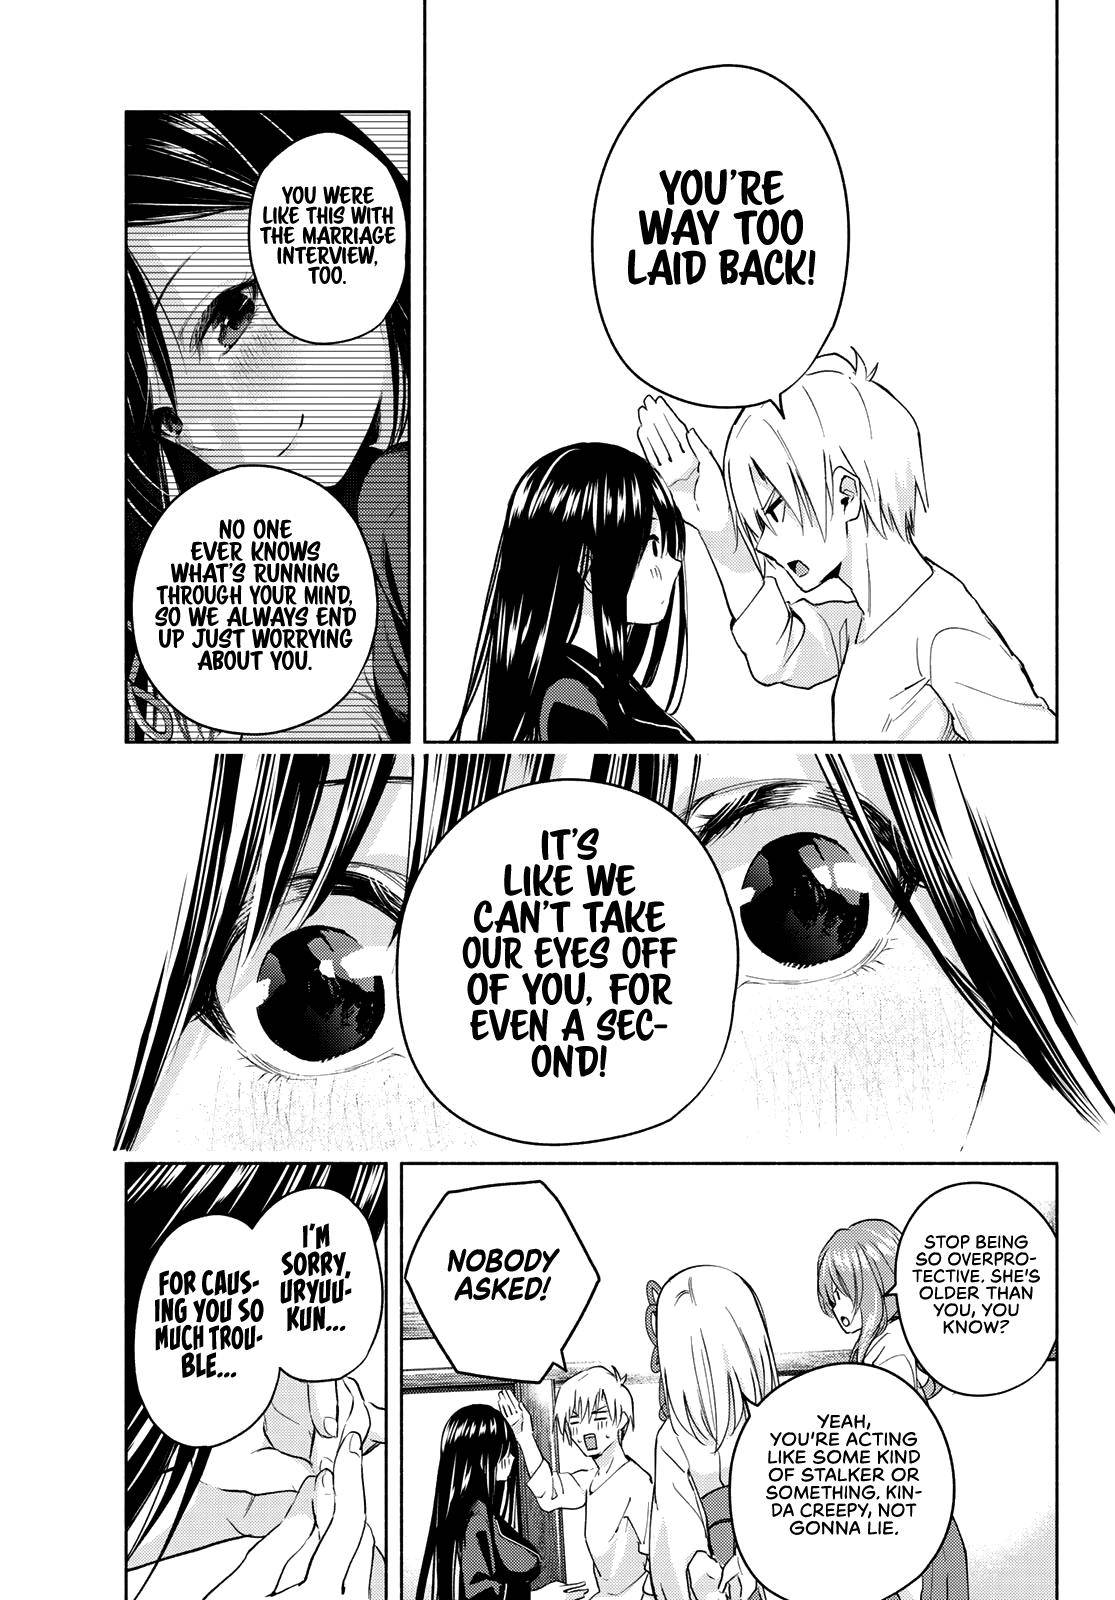 YOU'RE
WAY TOO
LAID BACK!
YOU WERE
LIKE THIS WITH
THE MARRIAGE
INTERVIEW,
TOO.
NO ONE
EVER KNOWS
WHAT'S RUNNING
THROUGH YOUR MIND,
SO WE ALWAYS END
UP JUST WORRYING
ABOUT YOU.
IT'S
LIKE WE
CAN'T TAKE
OUR EYES OFF
OF YOU, FOR
EVEN A SEC-
OND!
STOP BEING
SO OVERPRO-
TECTIVE. SHE'S
OLDER THAN
YOU, YOU
KNOW?
YEAH,
YOU'RE ACTING
LIKE SOME KIND
OF STALKER OR
SOMETHING. KIN-
DA CREEPY, NOT
GONNA LIE.
NOBODY
ASKED!
I'M
SORRY,
URYUU-
KUN...
FOR CAUS-
ING YOU SO
MUCH TROU-
BLE...